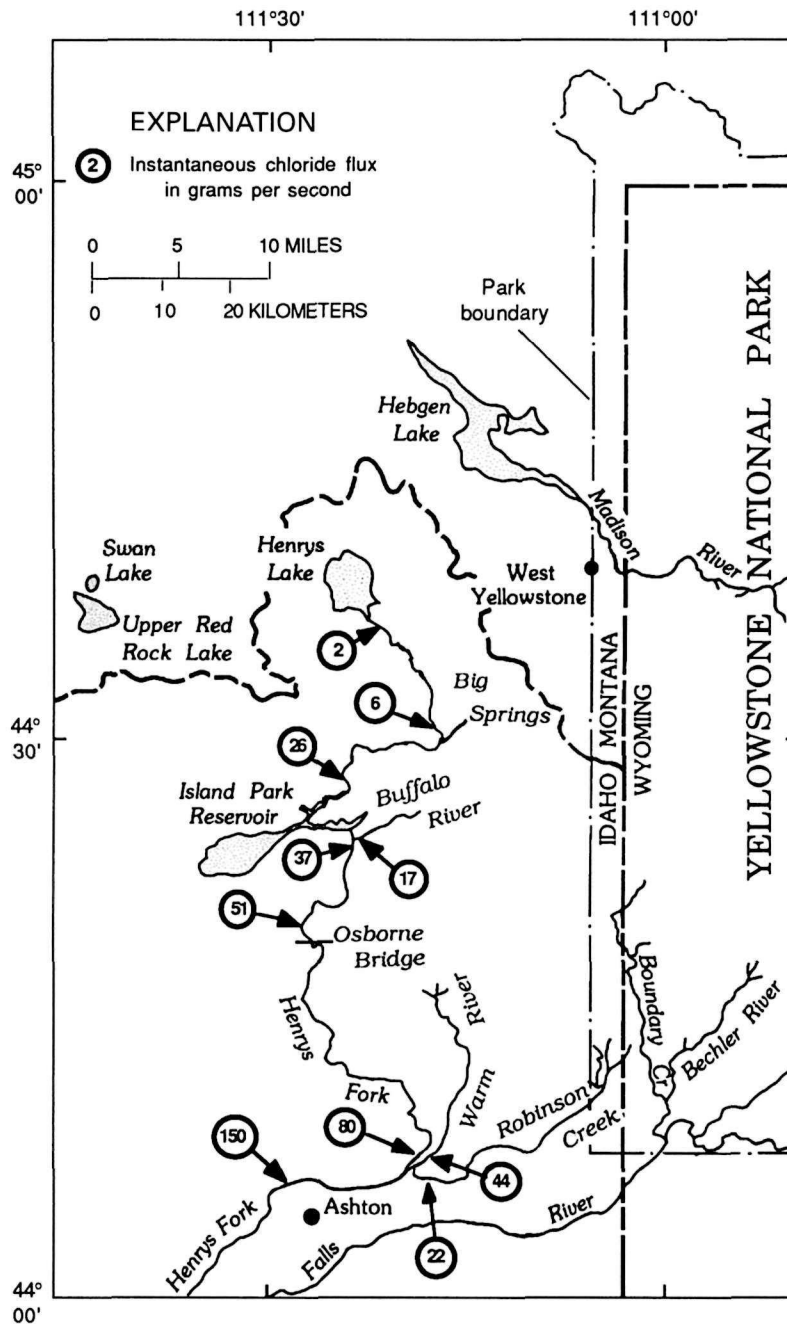 111°30'
111°00'
EXPLANATION
2
Instantaneous chloride flux
in grams per second
45°
00'
0 5 10 MILES
0 10 20 KILOMETERS
Park
boundary
YELLOWSTONE NATIONAL PARK
Hebgen
Lake
Madison
River
Swan
Lake
Henrys
Lake
West
Yellowstone
Upper Red
Rock Lake
2
6
Big
Springs
IDAHO MONTANA
WYOMING
44°
30'
26
Island Park
Reservoir
Buffalo
River
37
17
51
Osborne
Bridge
Henrys
Fork
River
Warm
Boundary
Cr
Bechler River
Robinson
Creek
80
150
44
Ashton
22
Henrys Fork
Falls
River
44°
00'